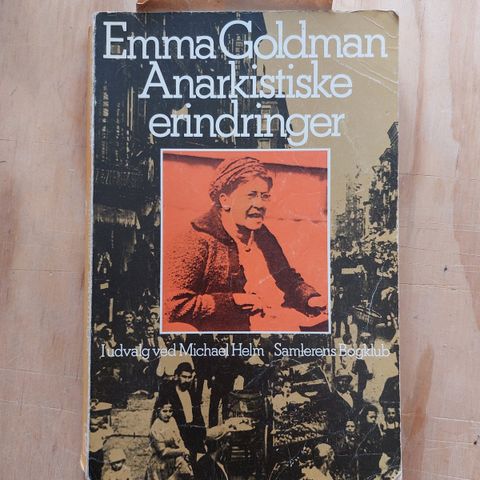 Emma Goldman
Anarkistiske
erindringer
I udvalg ved Michael Helm Samlerens Bogklub